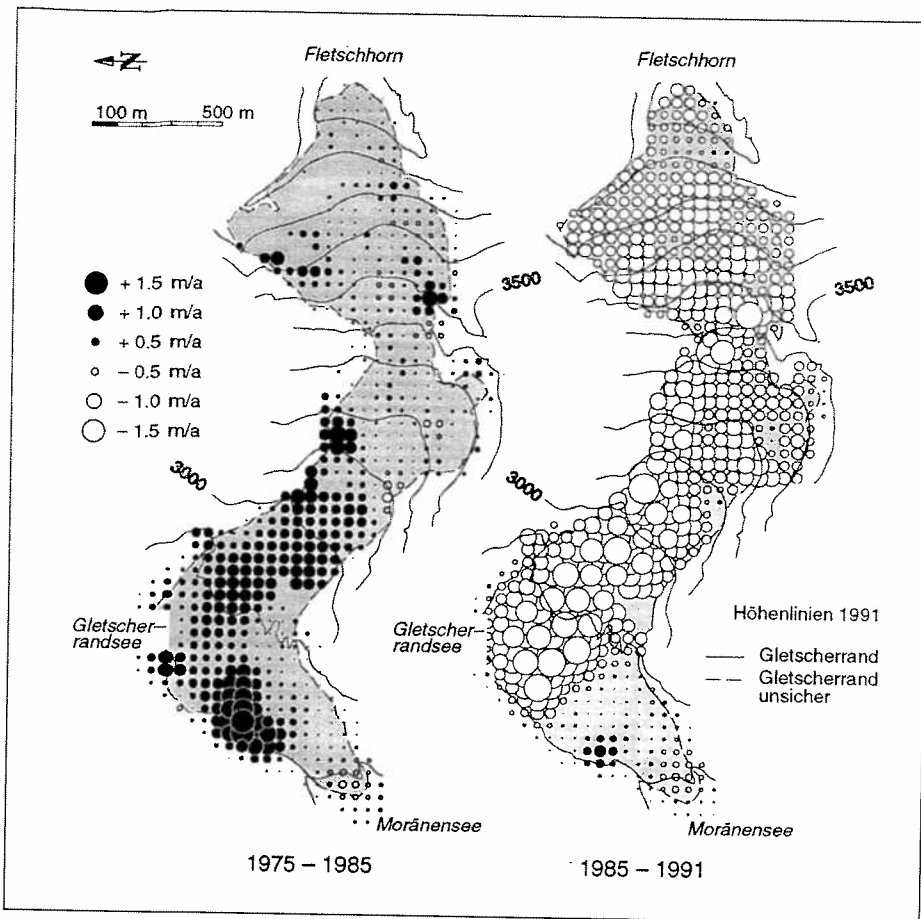 Fletschhorn
Fletschhorn
N
100 m 500 m
+ 1.5 m/a
+ 1.0 m/a
+ 0.5 m/a
− 0.5 m/a
− 1.0 m/a
− 1.5 m/a
3500
3500
3000
3000
Gletscher–
randsee
Gletscher–
randsee
Höhenlinien 1991
Gletscherrand
Gletscherrand
unsicher
Moränensee
Moränensee
1975 – 1985
1985 – 1991